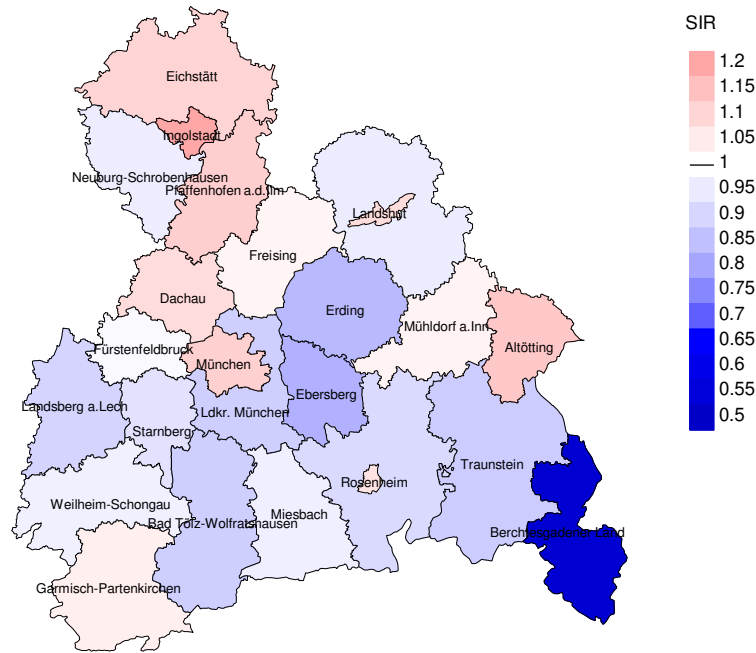 SIR
1.2
1.15
1.1
1.05
1
0.95
0.9
0.85
0.8
0.75
0.7
0.65
0.6
0.55
0.5
Eichstätt
Ingolstadt
Neuburg-Schrobenhausen
Pfaffenhofen a.d.Ilm
Landshut
Freising
Dachau
Erding
Mühldorf a.Inn
Altötting
Fürstenfeldbruck
München
Ebersberg
Landsberg a.Lech
Ldkr. München
Starnberg
Traunstein
Rosenheim
Weilheim-Schongau
Miesbach
Bad Tölz-Wolfratshausen
Berchtesgadener Land
Garmisch-Partenkirchen